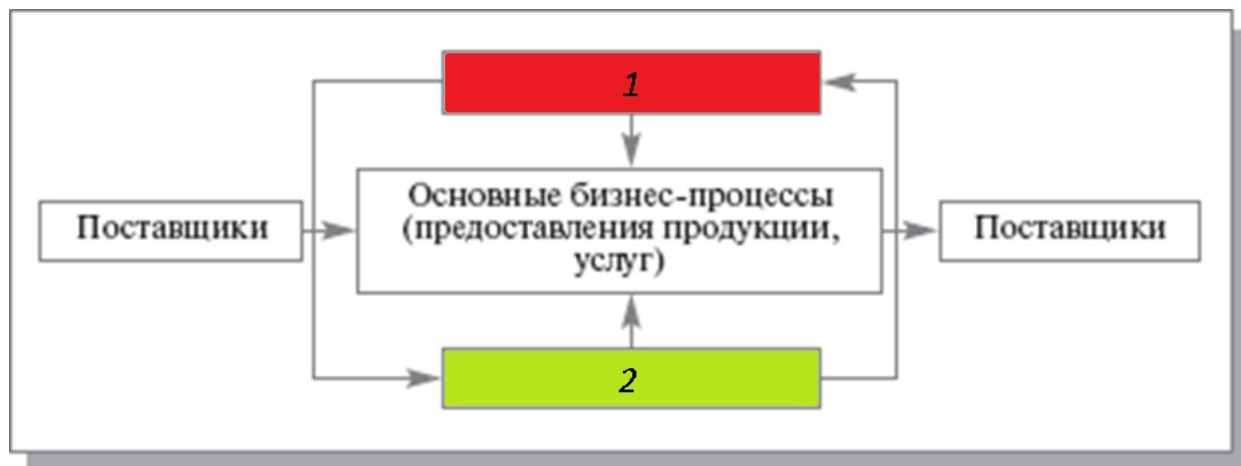 1
Поставщики
Основные бизнес-процессы
(предоставления продукции,
услуг)
Поставщики
2